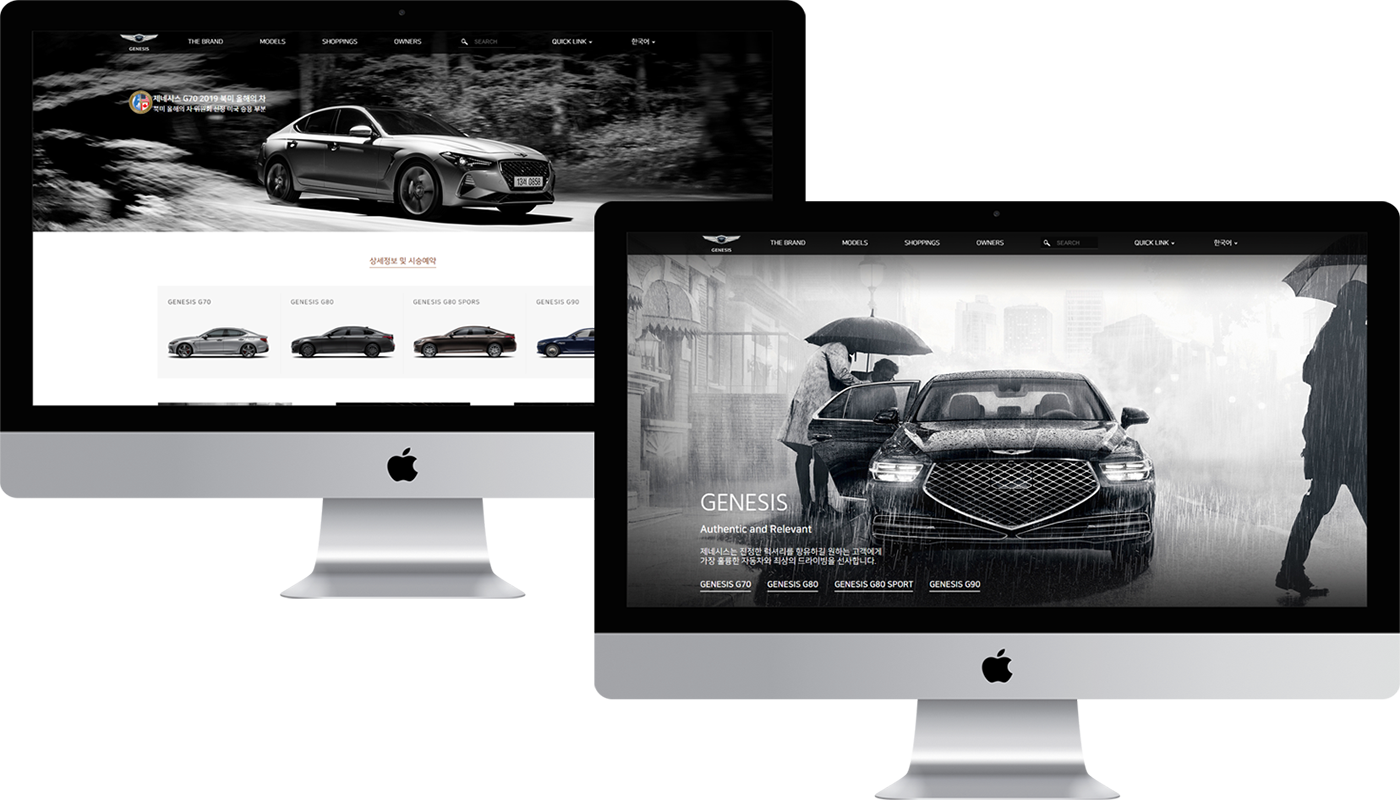 GENESIS
THE BRAND MODELS SHOPPINGS OWNERS SEARCH QUICK LINK 한국어
제네시스 G70 2019 북미 올해의 차
북미 올해의 차 위원회 선정 미국 승용 부분
13저 0858
상세정보 및 시승예약
GENESIS G70 GENESIS G80 GENESIS G80 SPORS GENESIS G90
GENESIS
THE BRAND MODELS SHOPPINGS OWNERS SEARCH QUICK LINK 한국어
GENESIS
Authentic and Relevant
제네시스는 진정한 럭셔리를 향유하길 원하는 고객에게
가장 훌륭한 자동차와 최상의 드라이빙을 선사합니다.
GENESIS G70 GENESIS G80 GENESIS G80 SPORT GENESIS G90